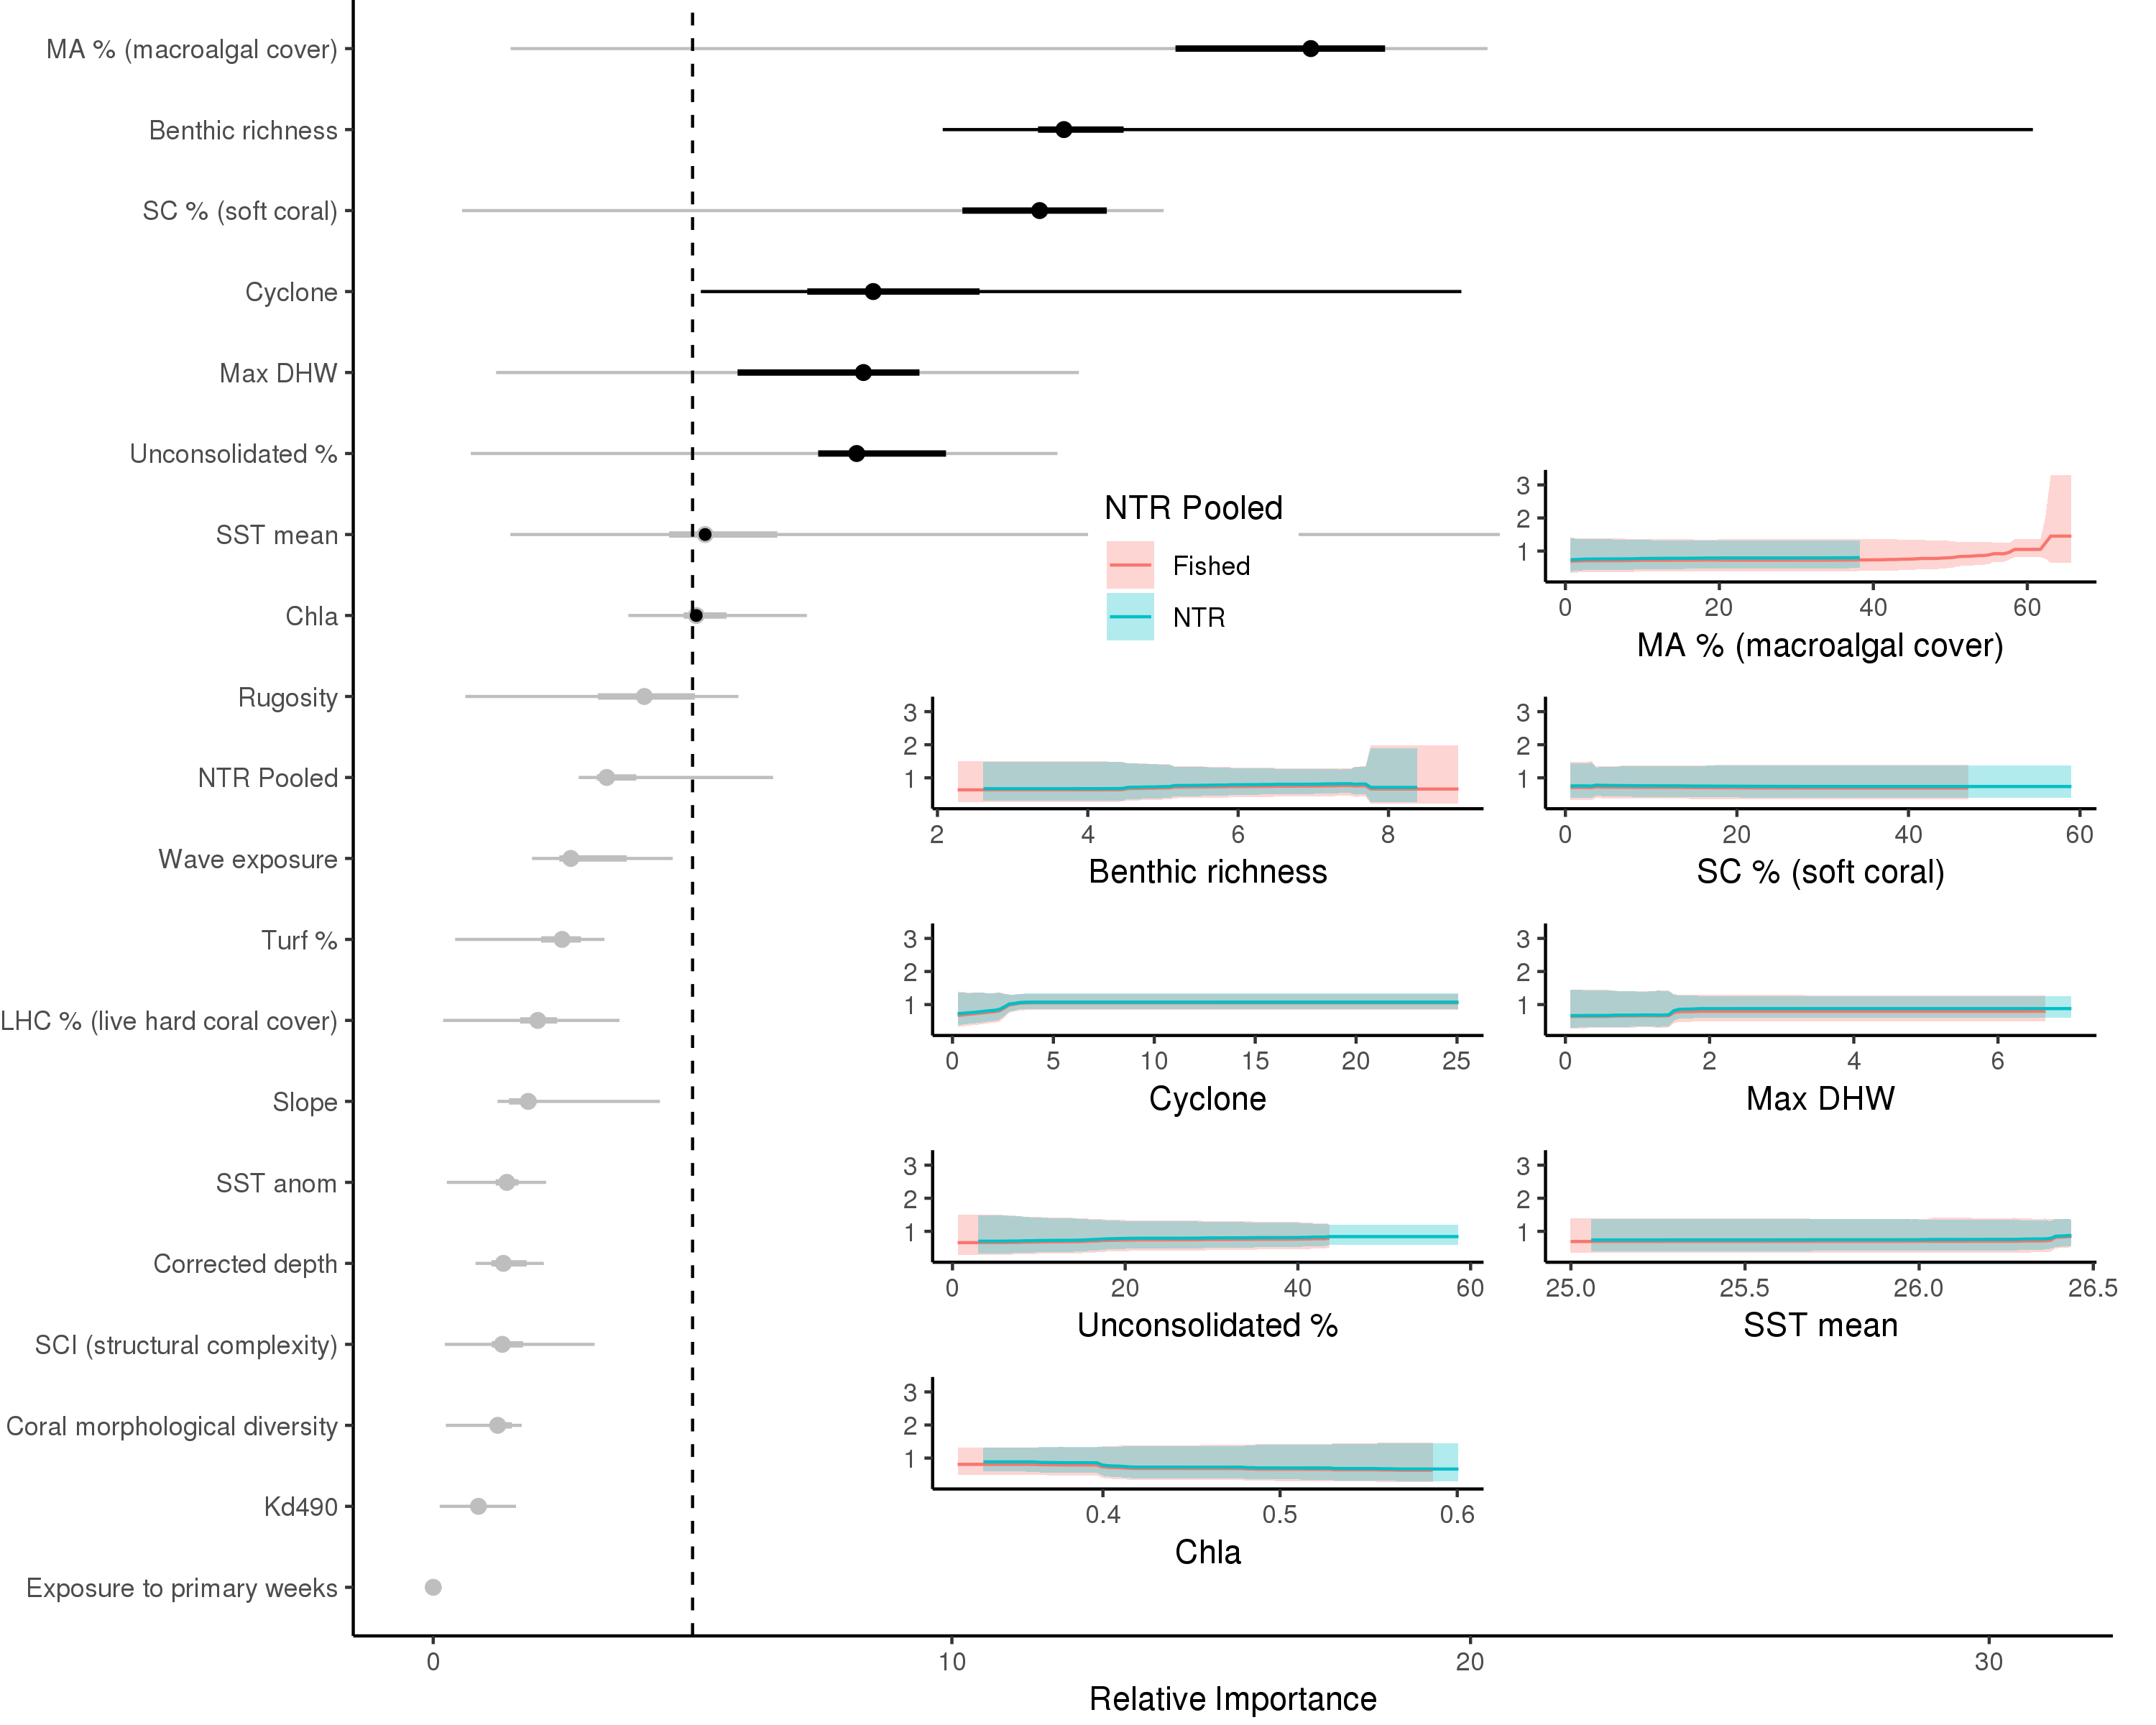 MA % (macroalgal cover)
Benthic richness
SC % (soft coral)
Cyclone
Max DHW
Unconsolidated %
SST mean
Chla
Rugosity
NTR Pooled
Wave exposure
Turf %
LHC % (live hard coral cover)
Slope
SST anom
Corrected depth
SCI (structural complexity)
Coral morphological diversity
Kd490
Exposure to primary weeks
0 10 20 30
Relative Importance
NTR Pooled
Fished
NTR
3
2
1
0 20 40 60
MA % (macroalgal cover)
3
2
1
2 4 6 8
Benthic richness
3
2
1
0 20 40 60
SC % (soft coral)
3
2
1
0 5 10 15 20 25
Cyclone
3
2
1
0 2 4 6
Max DHW
3
2
1
0 20 40 60
Unconsolidated %
3
2
1
25.0 25.5 26.0 26.5
SST mean
3
2
1
0.4 0.5 0.6
Chla